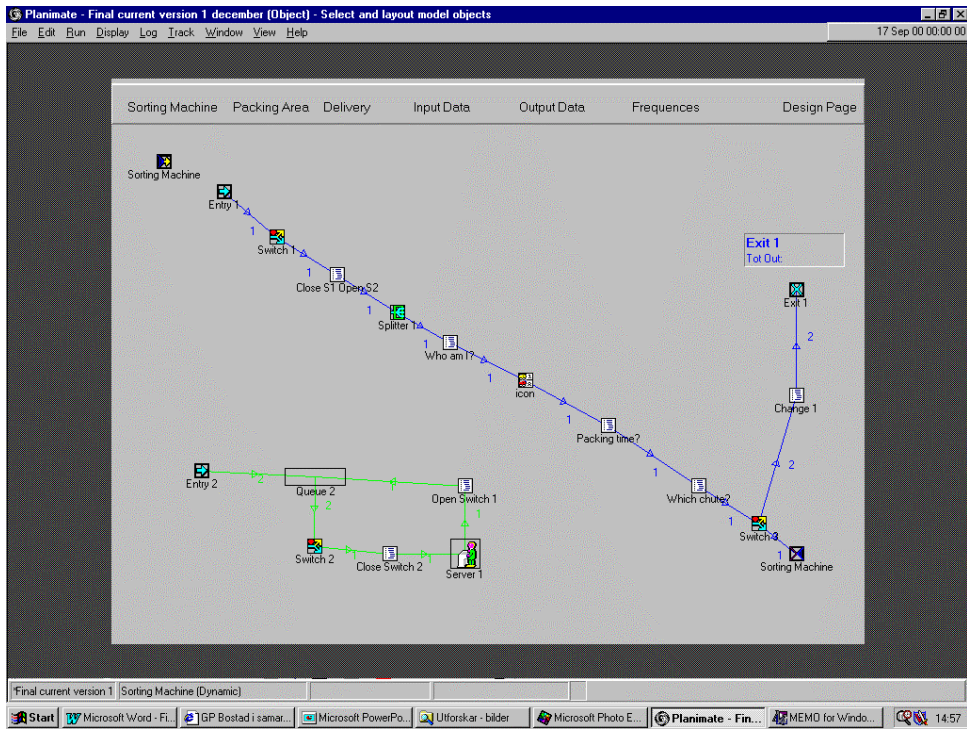 Planimate - Final current version 1 december (Object) - Select and layout model objects
File Edit Run Display Log Track Window View Help 17 Sep 00 00:00 00
Sorting Machine Packing Area Delivery Input Data Output Data Frequences Design Page
Sorting Machine
Entry 1
1
Switch 1
1
Close S1 Open S2
1
Splitter 1
1
Who am I?
1
icon
1
Packing time?
1
Which chute?
1
Switch 3
1
Sorting Machine
Exit 1
Tot Out:
Exit 1
2
Change 1
2
Entry 2
2
Queue 2
1
Open Switch 1
2
1
Switch 2
1
Close Switch 2
1
Server 1
*Final current version 1 Sorting Machine (Dynamic)
Start Microsoft Word - Fi... GP Bostad i samar... Microsoft PowerPo... Utforskar - bilder Microsoft Photo E... Planimate - Fin... MEMO for Windo... 14:57